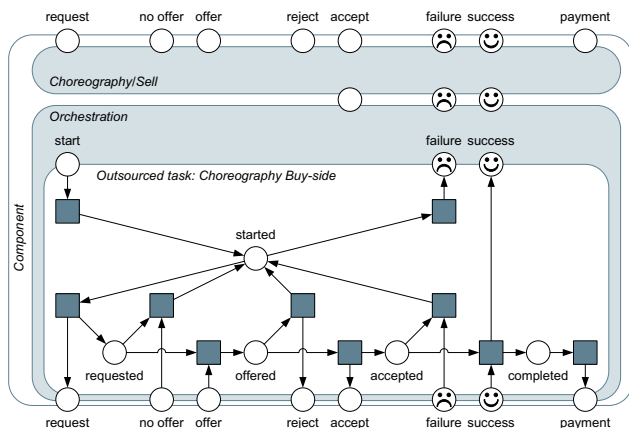 request no offer offer reject accept failure success payment
Choreography/Sell
Orchestration
start failure success
Outsourced task: Choreography Buy-side
Component
started
requested offered accepted completed
request no offer offer reject accept failure success payment